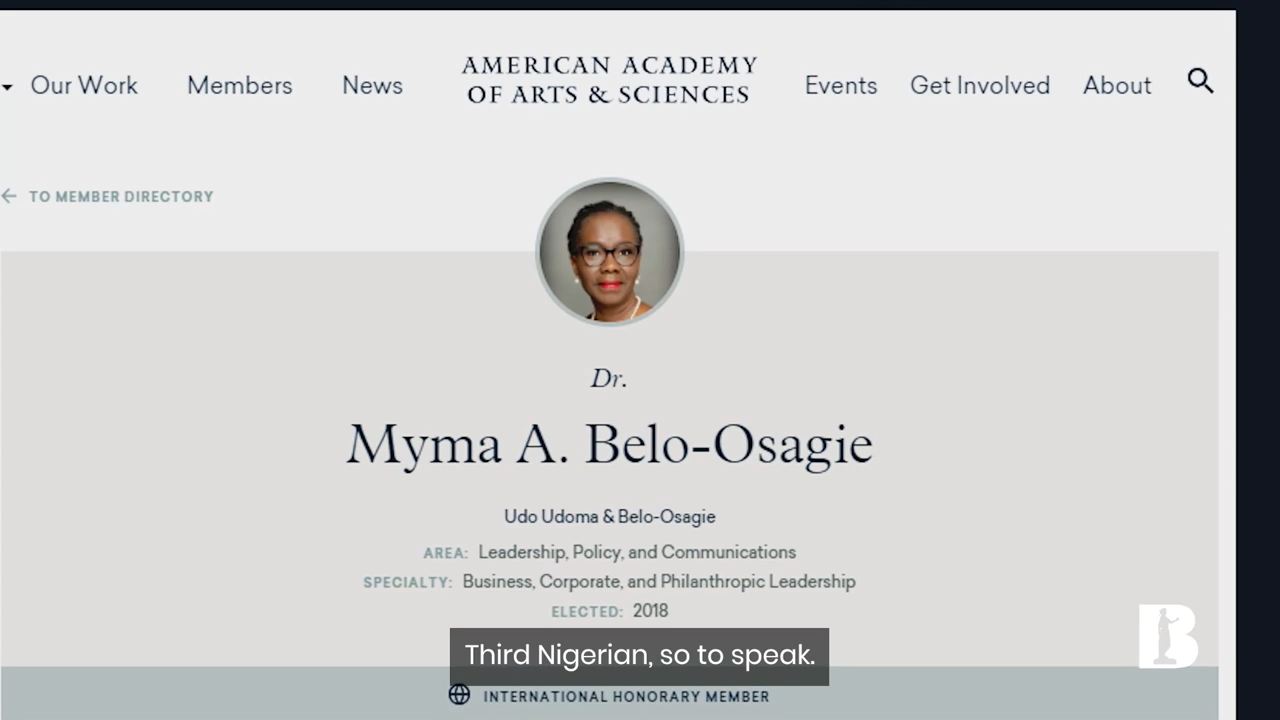 Our Work Members News AMERICAN ACADEMY OF ARTS & SCIENCES Events Get Involved About
TO MEMBER DIRECTORY
Dr.
Myma A. Belo-Osagie
Udo Udoma & Belo-Osagie
AREA: Leadership, Policy, and Communications
SPECIALTY: Business, Corporate, and Philanthropic Leadership
ELECTED: 2018
Third Nigerian, so to speak.
INTERNATIONAL HONORARY MEMBER
B